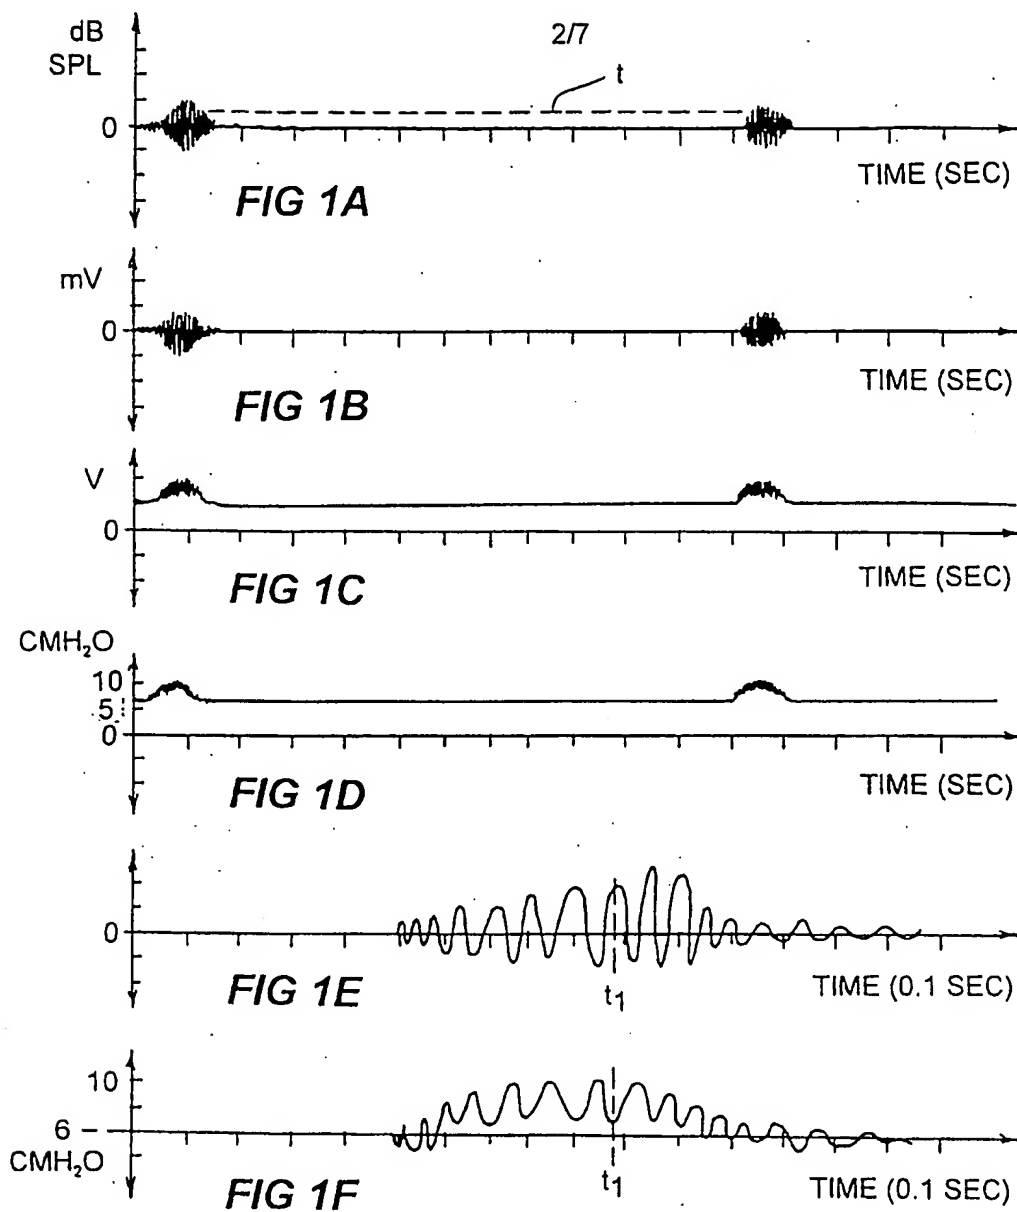 2/7
dB
SPL
t
0
TIME (SEC)
FIG 1A
mV
0
TIME (SEC)
FIG 1B
V
0
TIME (SEC)
FIG 1C
CMH₂O
10
5
0
TIME (SEC)
FIG 1D
0
t₁
TIME (0.1 SEC)
FIG 1E
10
6
CMH₂O
t₁
TIME (0.1 SEC)
FIG 1F